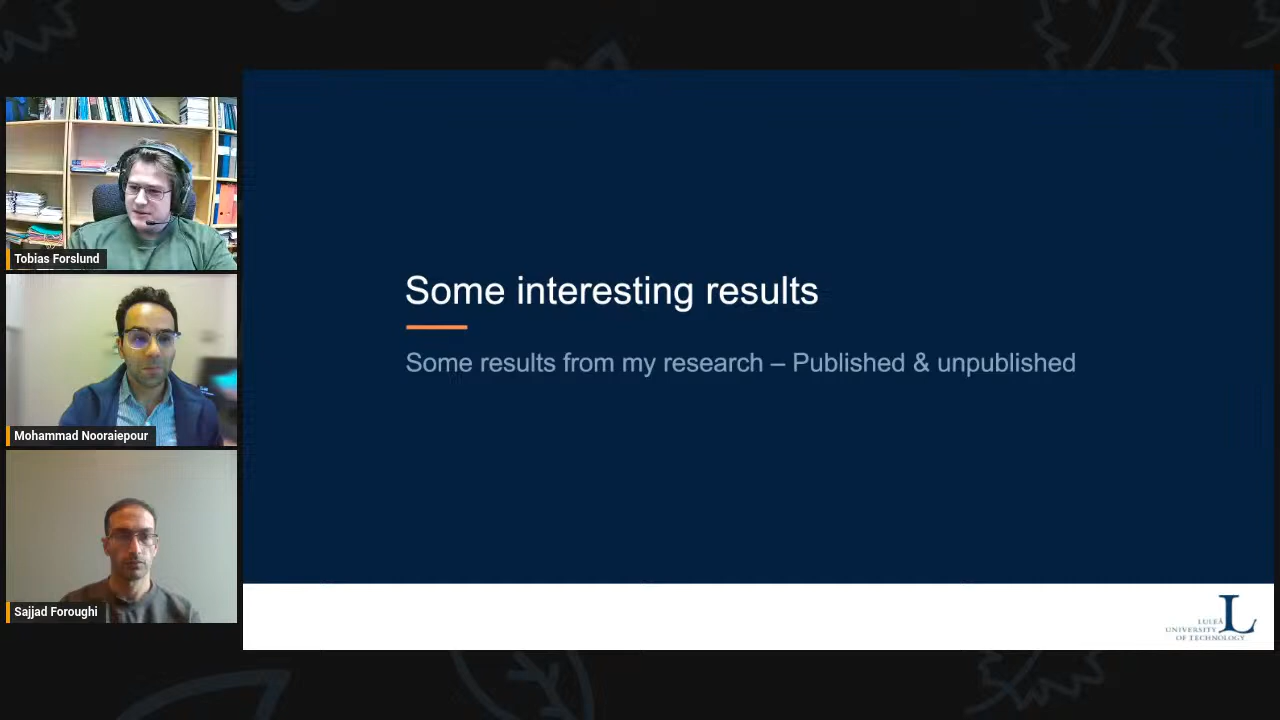 Tobias Forslund
Mohammad Nooraiepour
Sajjad Foroughi
Some interesting results
Some results from my research – Published & unpublished
LULEÅ
UNIVERSITY
OF TECHNOLOGY
L